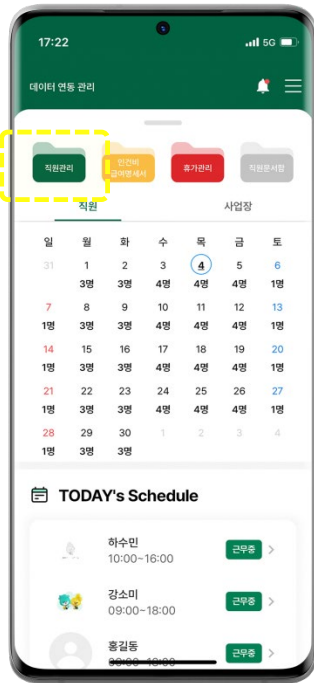 17:22 5G
데이터 연동 관리
직원관리 인건비 급여명세서 휴가관리 직원문서함
직원 사업장
일 월 화 수 목 금 토
31 1 2 3 4 5 6
3명 3명 4명 4명 4명 1명
7 8 9 10 11 12 13
1명 3명 3명 4명 4명 4명 1명
14 15 16 17 18 19 20
1명 3명 3명 4명 4명 4명 1명
21 22 23 24 25 26 27
1명 3명 3명 4명 4명 4명 1명
28 29 30 1 2 3 4
1명 3명 3명
TODAY's Schedule
하수민
10:00~16:00 근무중
강소미
09:00~18:00 근무중
홍길동
근무중